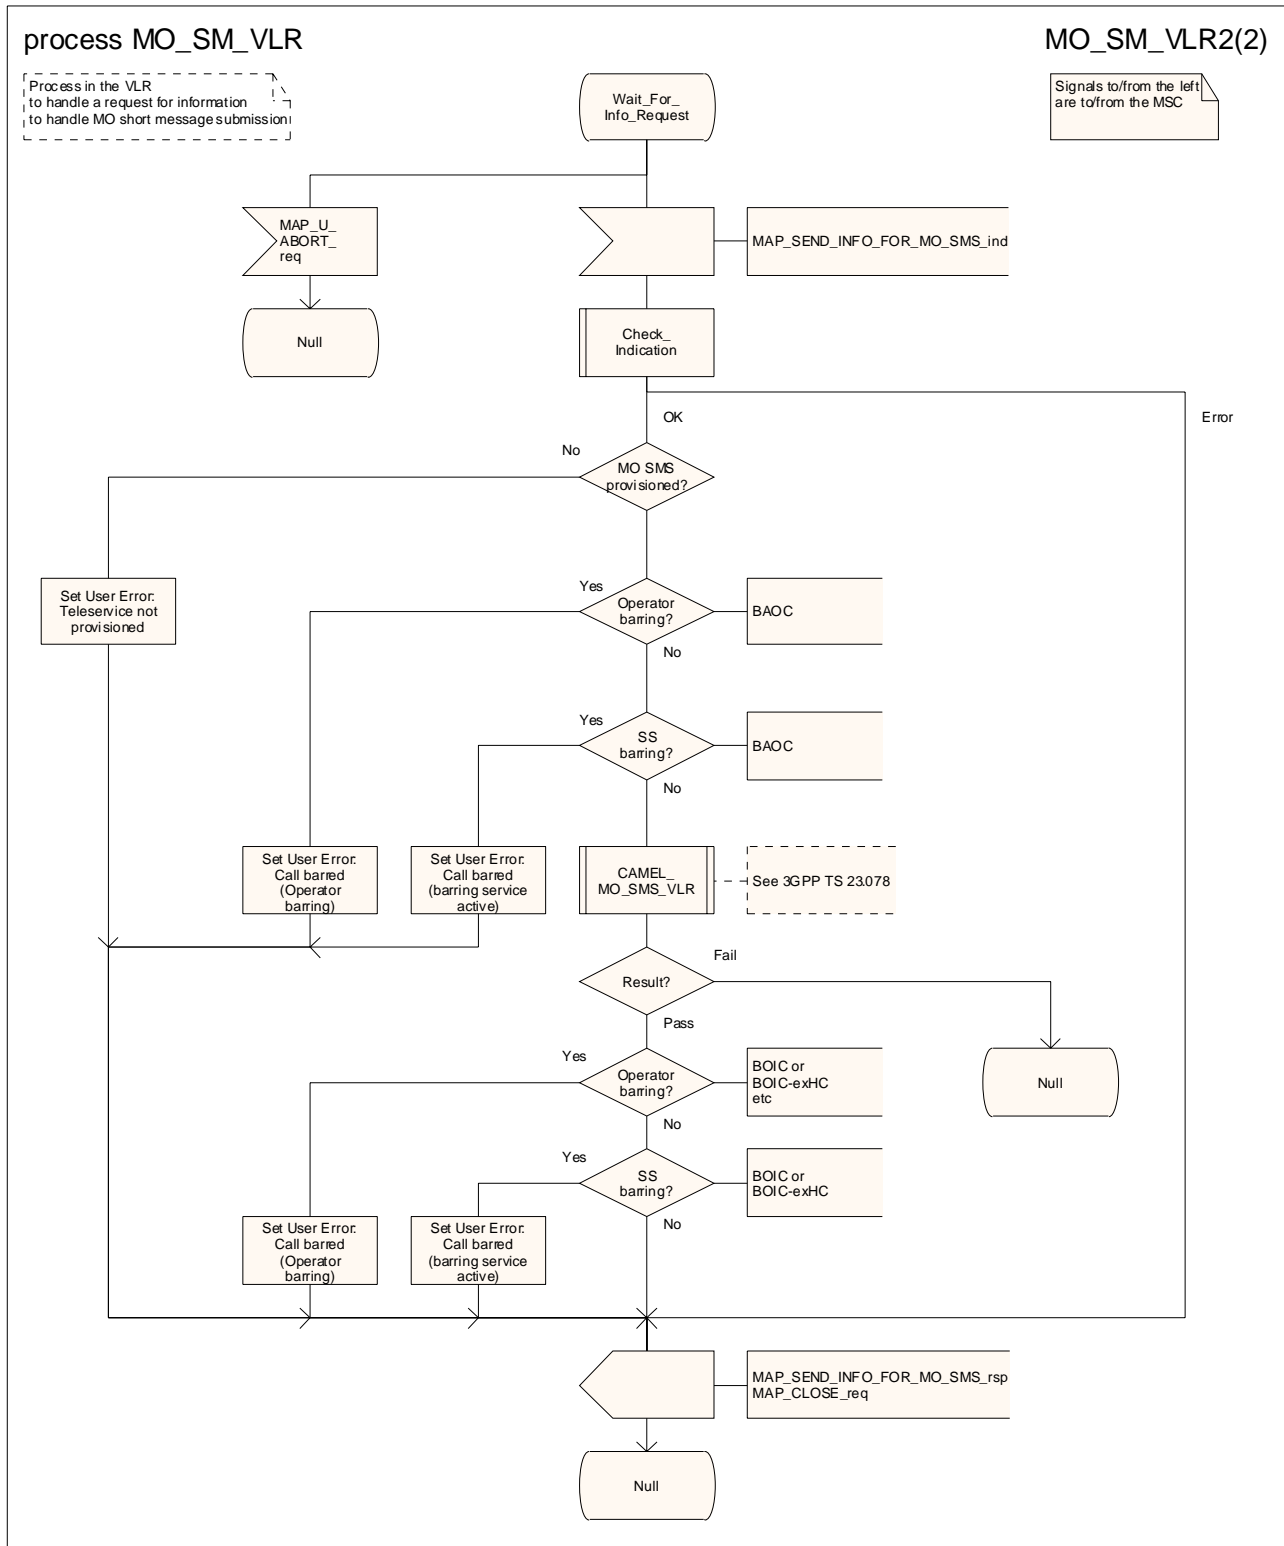 process MO_SM_VLR
MO_SM_VLR2(2)
Process in the VLR
to handle a request for information
to handle MO short message submission
Wait_For_
Info_Request
Signals to/from the left
are to/from the MSC
MAP_U_
ABORT_
req
MAP_SEND_INFO_FOR_MO_SMS_ind
Null
Check_
Indication
OK
Error
No
MO SMS
provisioned?
Set User Error:
Teleservice not
provisioned
Yes
Operator
barring?
BAOC
No
Yes
SS
barring?
BAOC
No
Set User Error:
Call barred
(Operator
barring)
Set User Error:
Call barred
(barring service
active)
CAMEL_
MO_SMS_VLR
See 3GPP TS 23.078
Result?
Fail
Pass
Null
Yes
Operator
barring?
BOIC or
BOIC-exHC
etc
No
Yes
SS
barring?
BOIC or
BOIC-exHC
No
Set User Error:
Call barred
(Operator
barring)
Set User Error:
Call barred
(barring service
active)
MAP_SEND_INFO_FOR_MO_SMS_rsp
MAP_CLOSE_req
Null